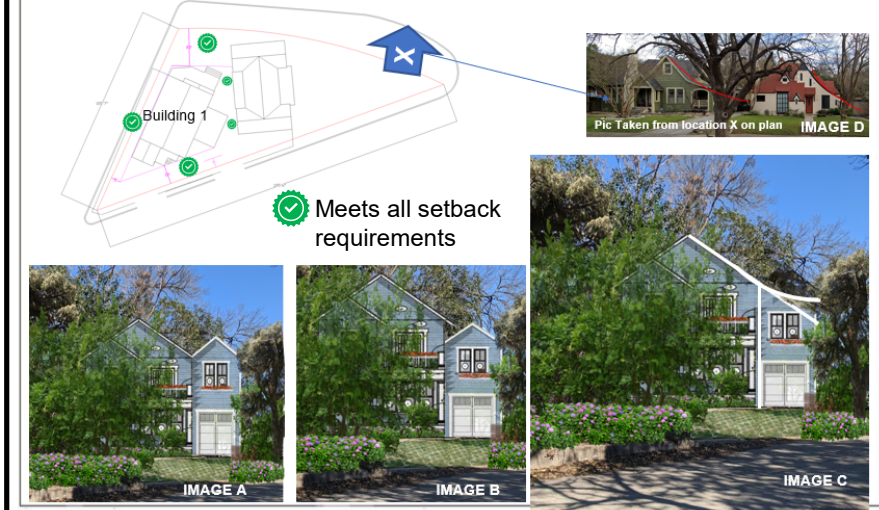 X
Building 1
Pic Taken from location X on plan
IMAGE D
Meets all setback
requirements
IMAGE A
IMAGE B
IMAGE C